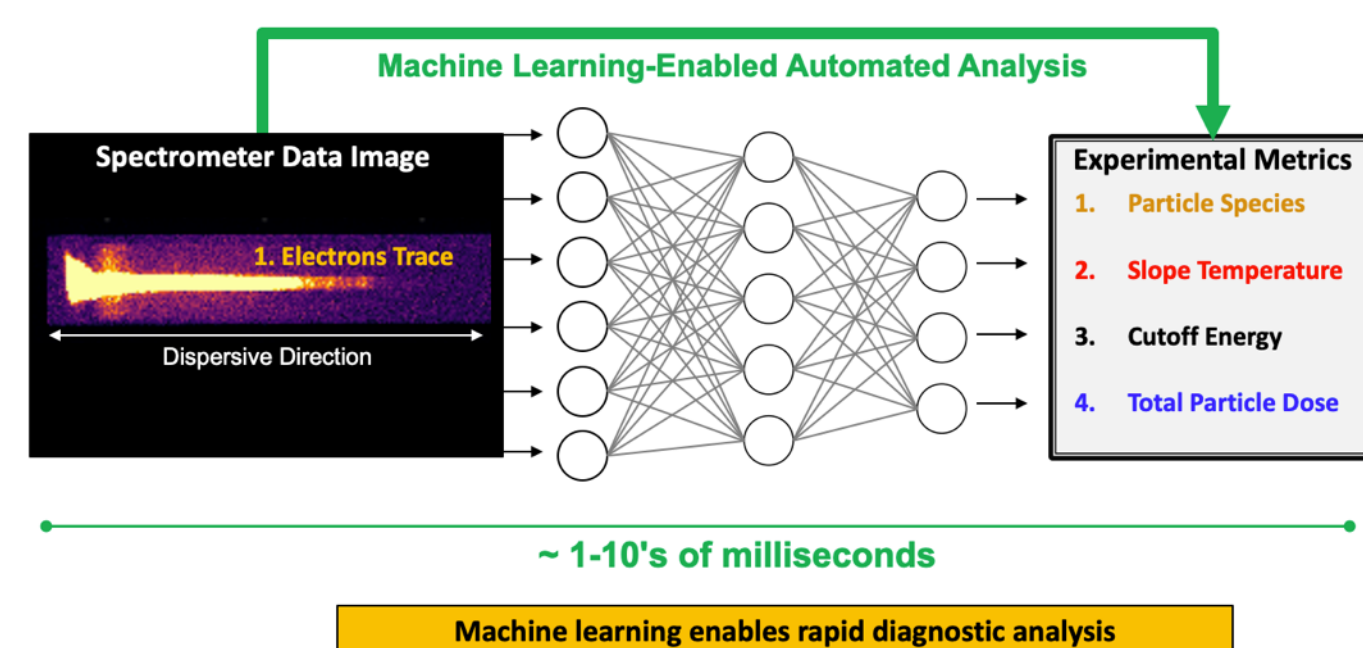 Machine Learning-Enabled Automated Analysis
Spectrometer Data Image
1. Electrons Trace
Dispersive Direction
Experimental Metrics
1. Particle Species
2. Slope Temperature
3. Cutoff Energy
4. Total Particle Dose
~ 1-10's of milliseconds
Machine learning enables rapid diagnostic analysis